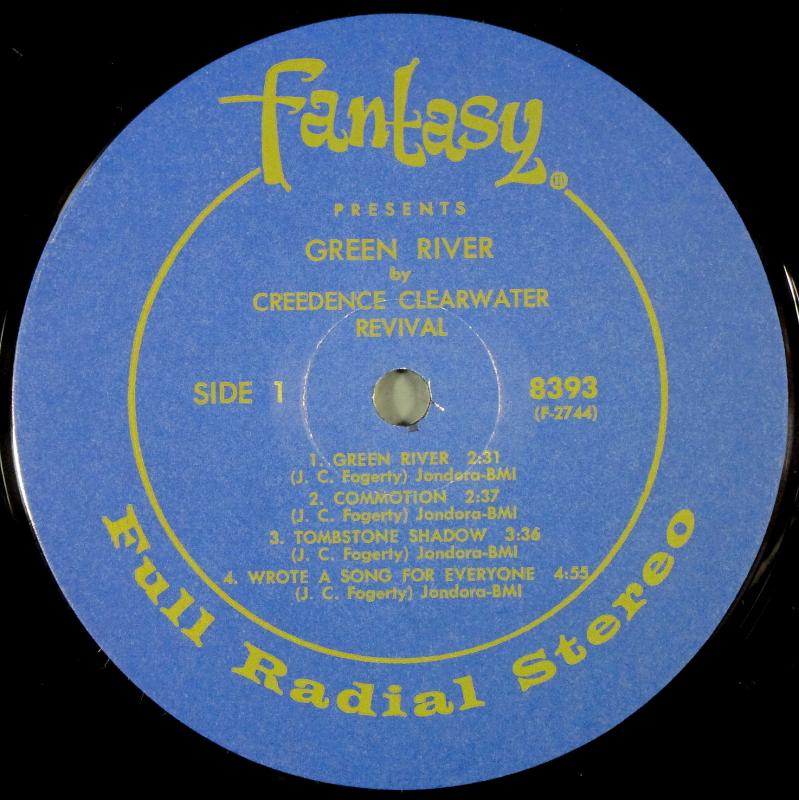 fantasy
PRESENTS
GREEN RIVER
by
CREEDENCE CLEARWATER
REVIVAL
SIDE 1
8393
(F-2744)
1. GREEN RIVER 2:31
(J. C. Fogerty) Jondora-BMI
2. COMMOTION 2:37
(J. C. Fogerty) Jondora-BMI
3. TOMBSTONE SHADOW 3:36
(J. C. Fogerty) Jondora-BMI
4. WROTE A SONG FOR EVERYONE 4:55
(J. C. Fogerty) Jondora-BMI
Full Radial Stereo